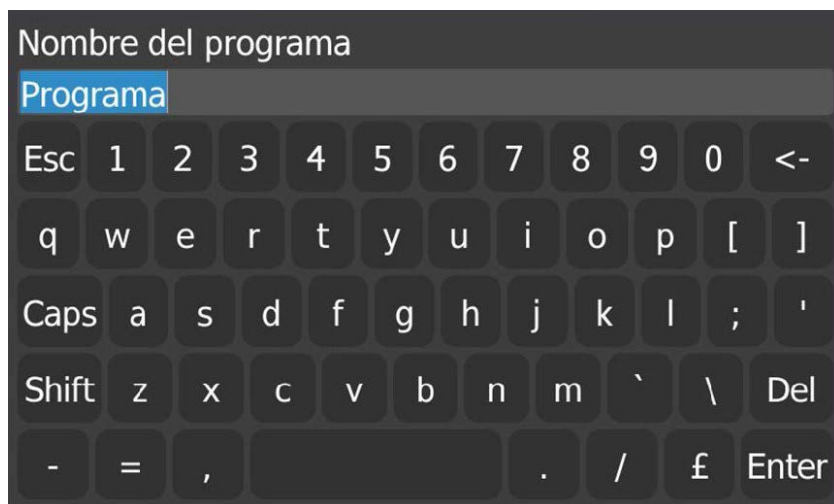 Nombre del programa
Programa
Esc 1 2 3 4 5 6 7 8 9 0 <-
q w e r t y u i o p [ ]
Caps a s d f g h j k l ; '
Shift z x c v b n m ` \ Del
- = , . / £ Enter